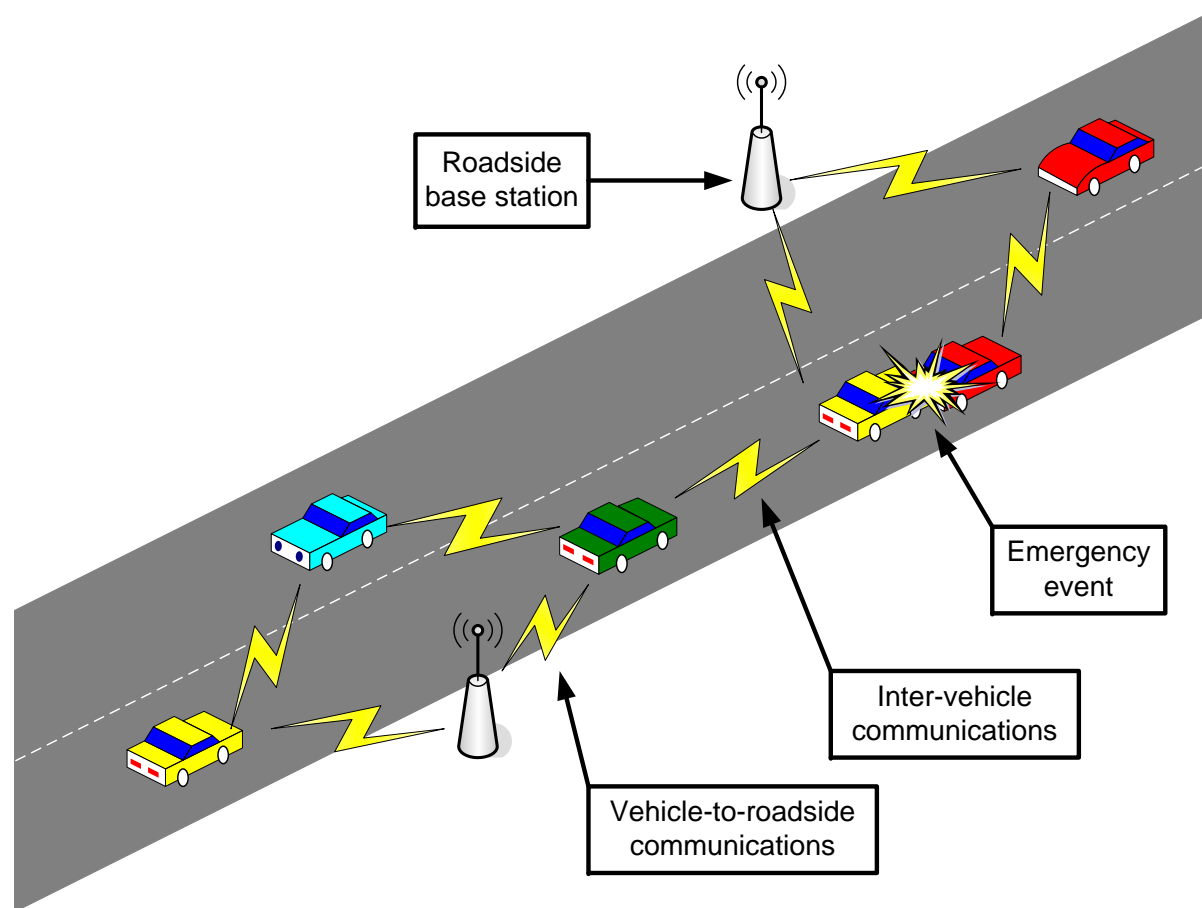 Roadside
base station
Emergency
event
Inter-vehicle
communications
Vehicle-to-roadside
communications